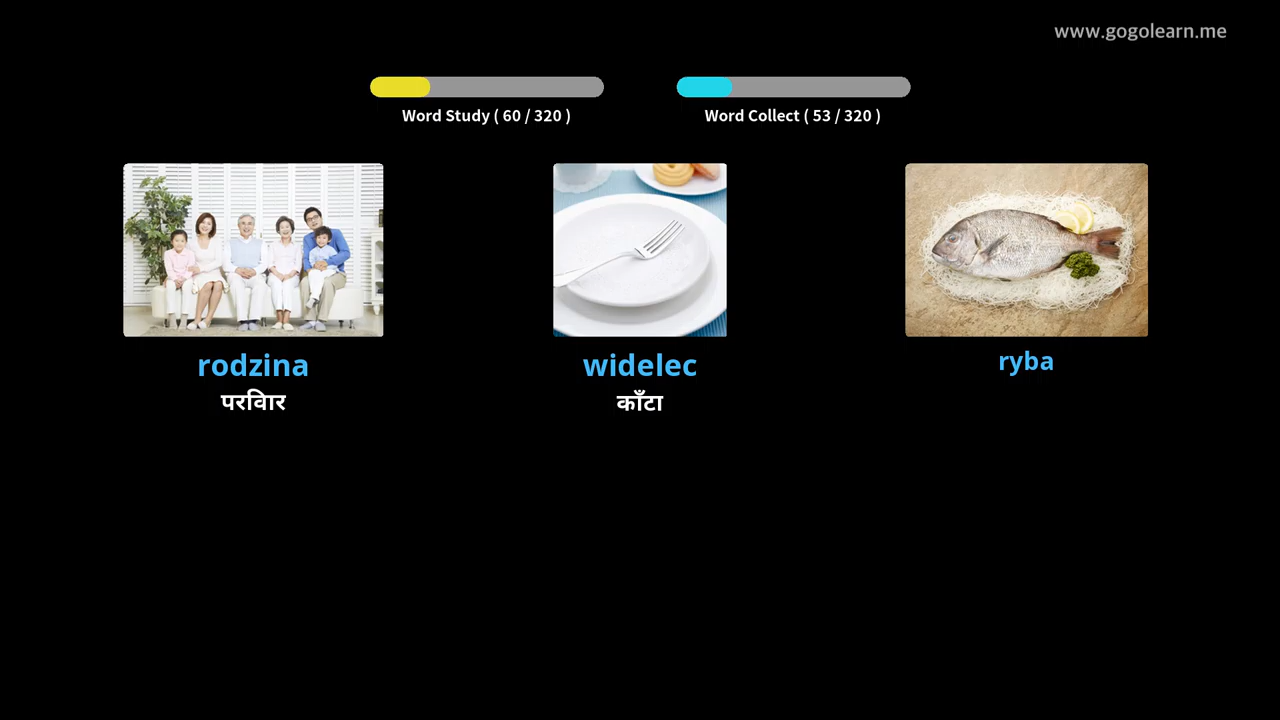 www.gogolearn.me
Word Study ( 60 / 320 )
Word Collect ( 53 / 320 )
rodzina
widelec
ryba
परिवार
काँटा